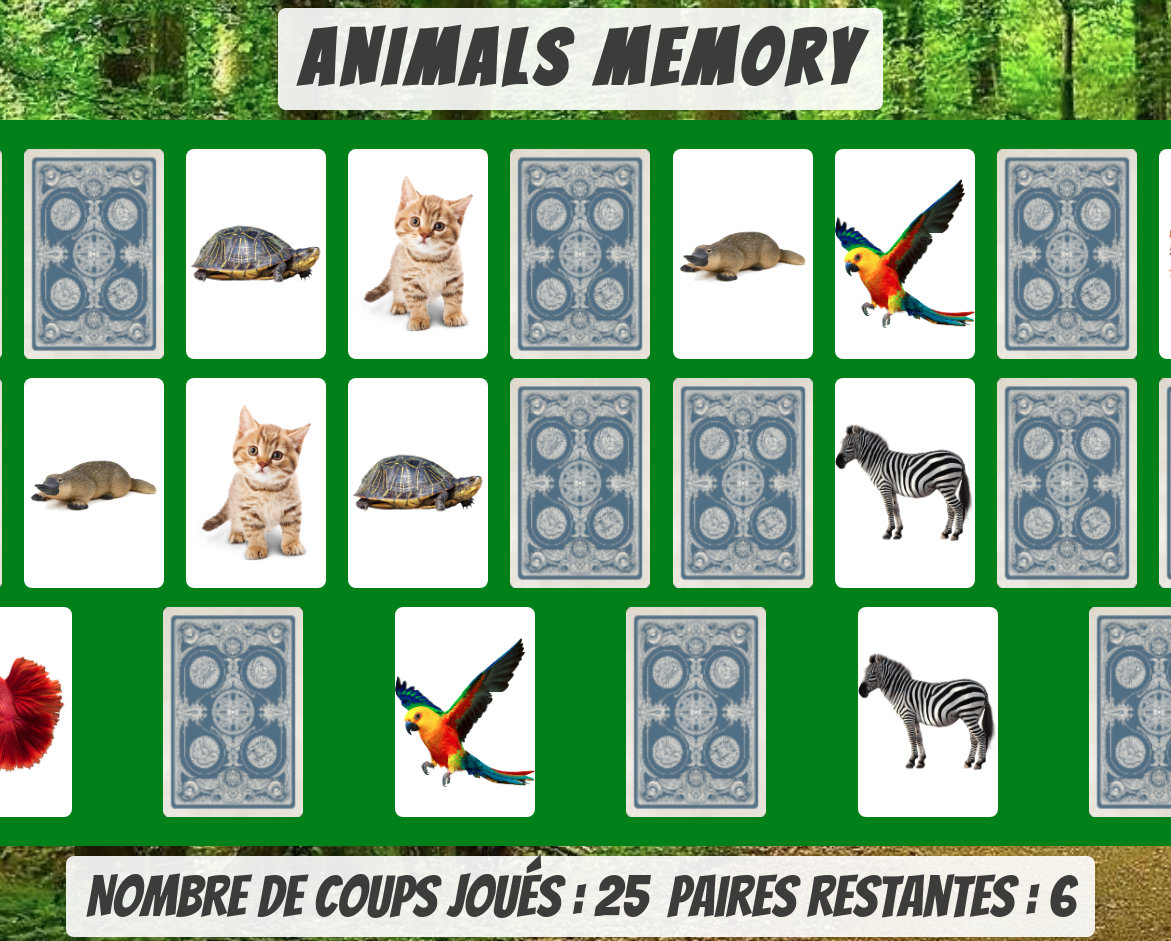 ANIMALS MEMORY
NOMBRE DE COUPS JOUÉS : 25 PAIRES RESTANTES : 6